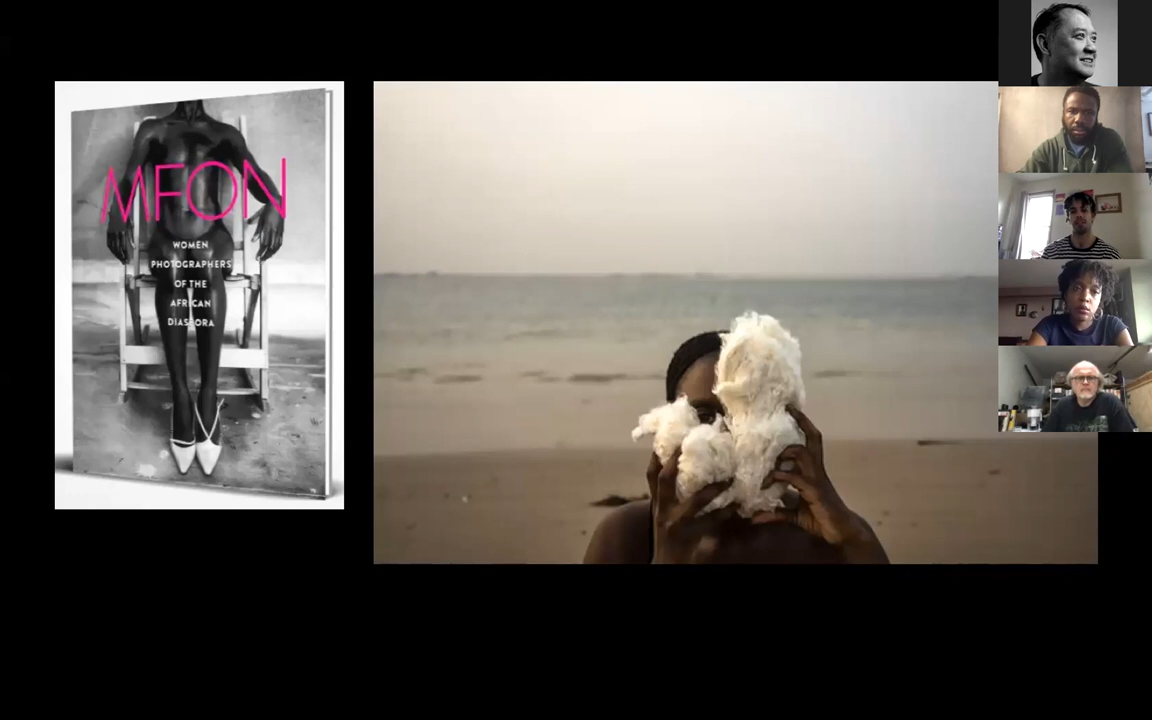 MFON
WOMEN
PHOTOGRAPHERS
OF THE
AFRICAN
DIASPORA